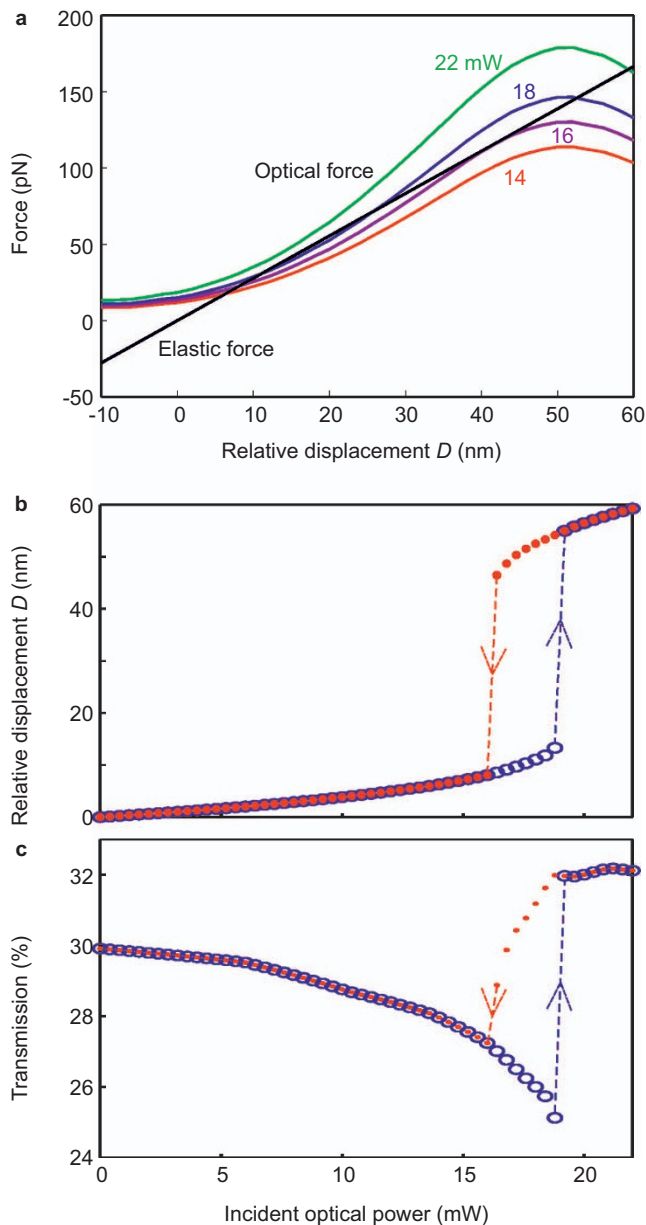 a
200
150
100
50
0
-50
Force (pN)
22 mW
18
16
14
Optical force
Elastic force
-10 0 10 20 30 40 50 60
Relative displacement D (nm)
b
60
40
20
0
Relative displacement D (nm)
c
32
30
28
26
24
Transmission (%)
0 5 10 15 20
Incident optical power (mW)